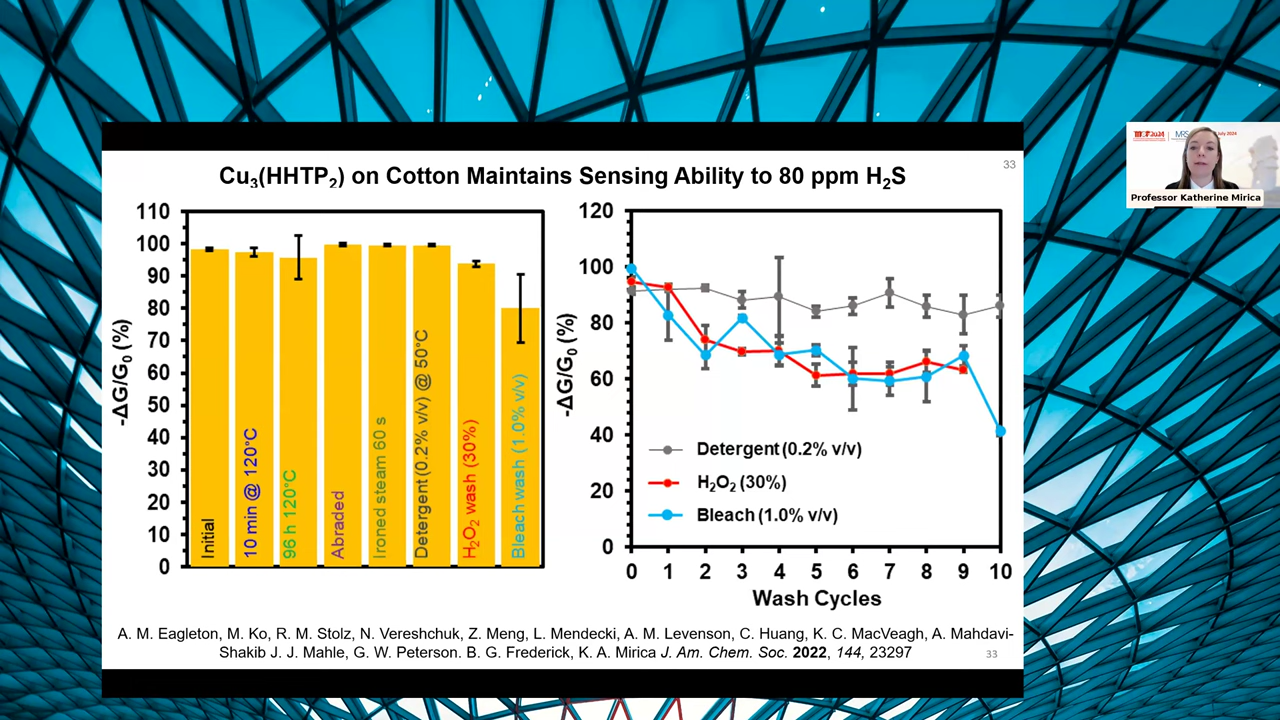 Cu3(HHTP2) on Cotton Maintains Sensing Ability to 80 ppm H2S
33
-ΔG/G0 (%)
110
100
90
80
70
60
50
40
30
20
10
0
Initial
10 min @ 120°C
96 h 120°C
Abraded
Ironed steam 60 s
Detergent (0.2% v/v) @ 50°C
H2O2 wash (30%)
Bleach wash (1.0% v/v)
-ΔG/G0 (%)
120
100
80
60
40
20
0
Detergent (0.2% v/v)
H2O2 (30%)
Bleach (1.0% v/v)
0 1 2 3 4 5 6 7 8 9 10
Wash Cycles
A. M. Eagleton, M. Ko, R. M. Stolz, N. Vereshchuk, Z. Meng, L. Mendecki, A. M. Levenson, C. Huang, K. C. MacVeagh, A. Mahdavi-
Shakib J. J. Mahle, G. W. Peterson. B. G. Frederick, K. A. Mirica J. Am. Chem. Soc. 2022, 144, 23297
33
MRS
July 2024
Professor Katherine Mirica